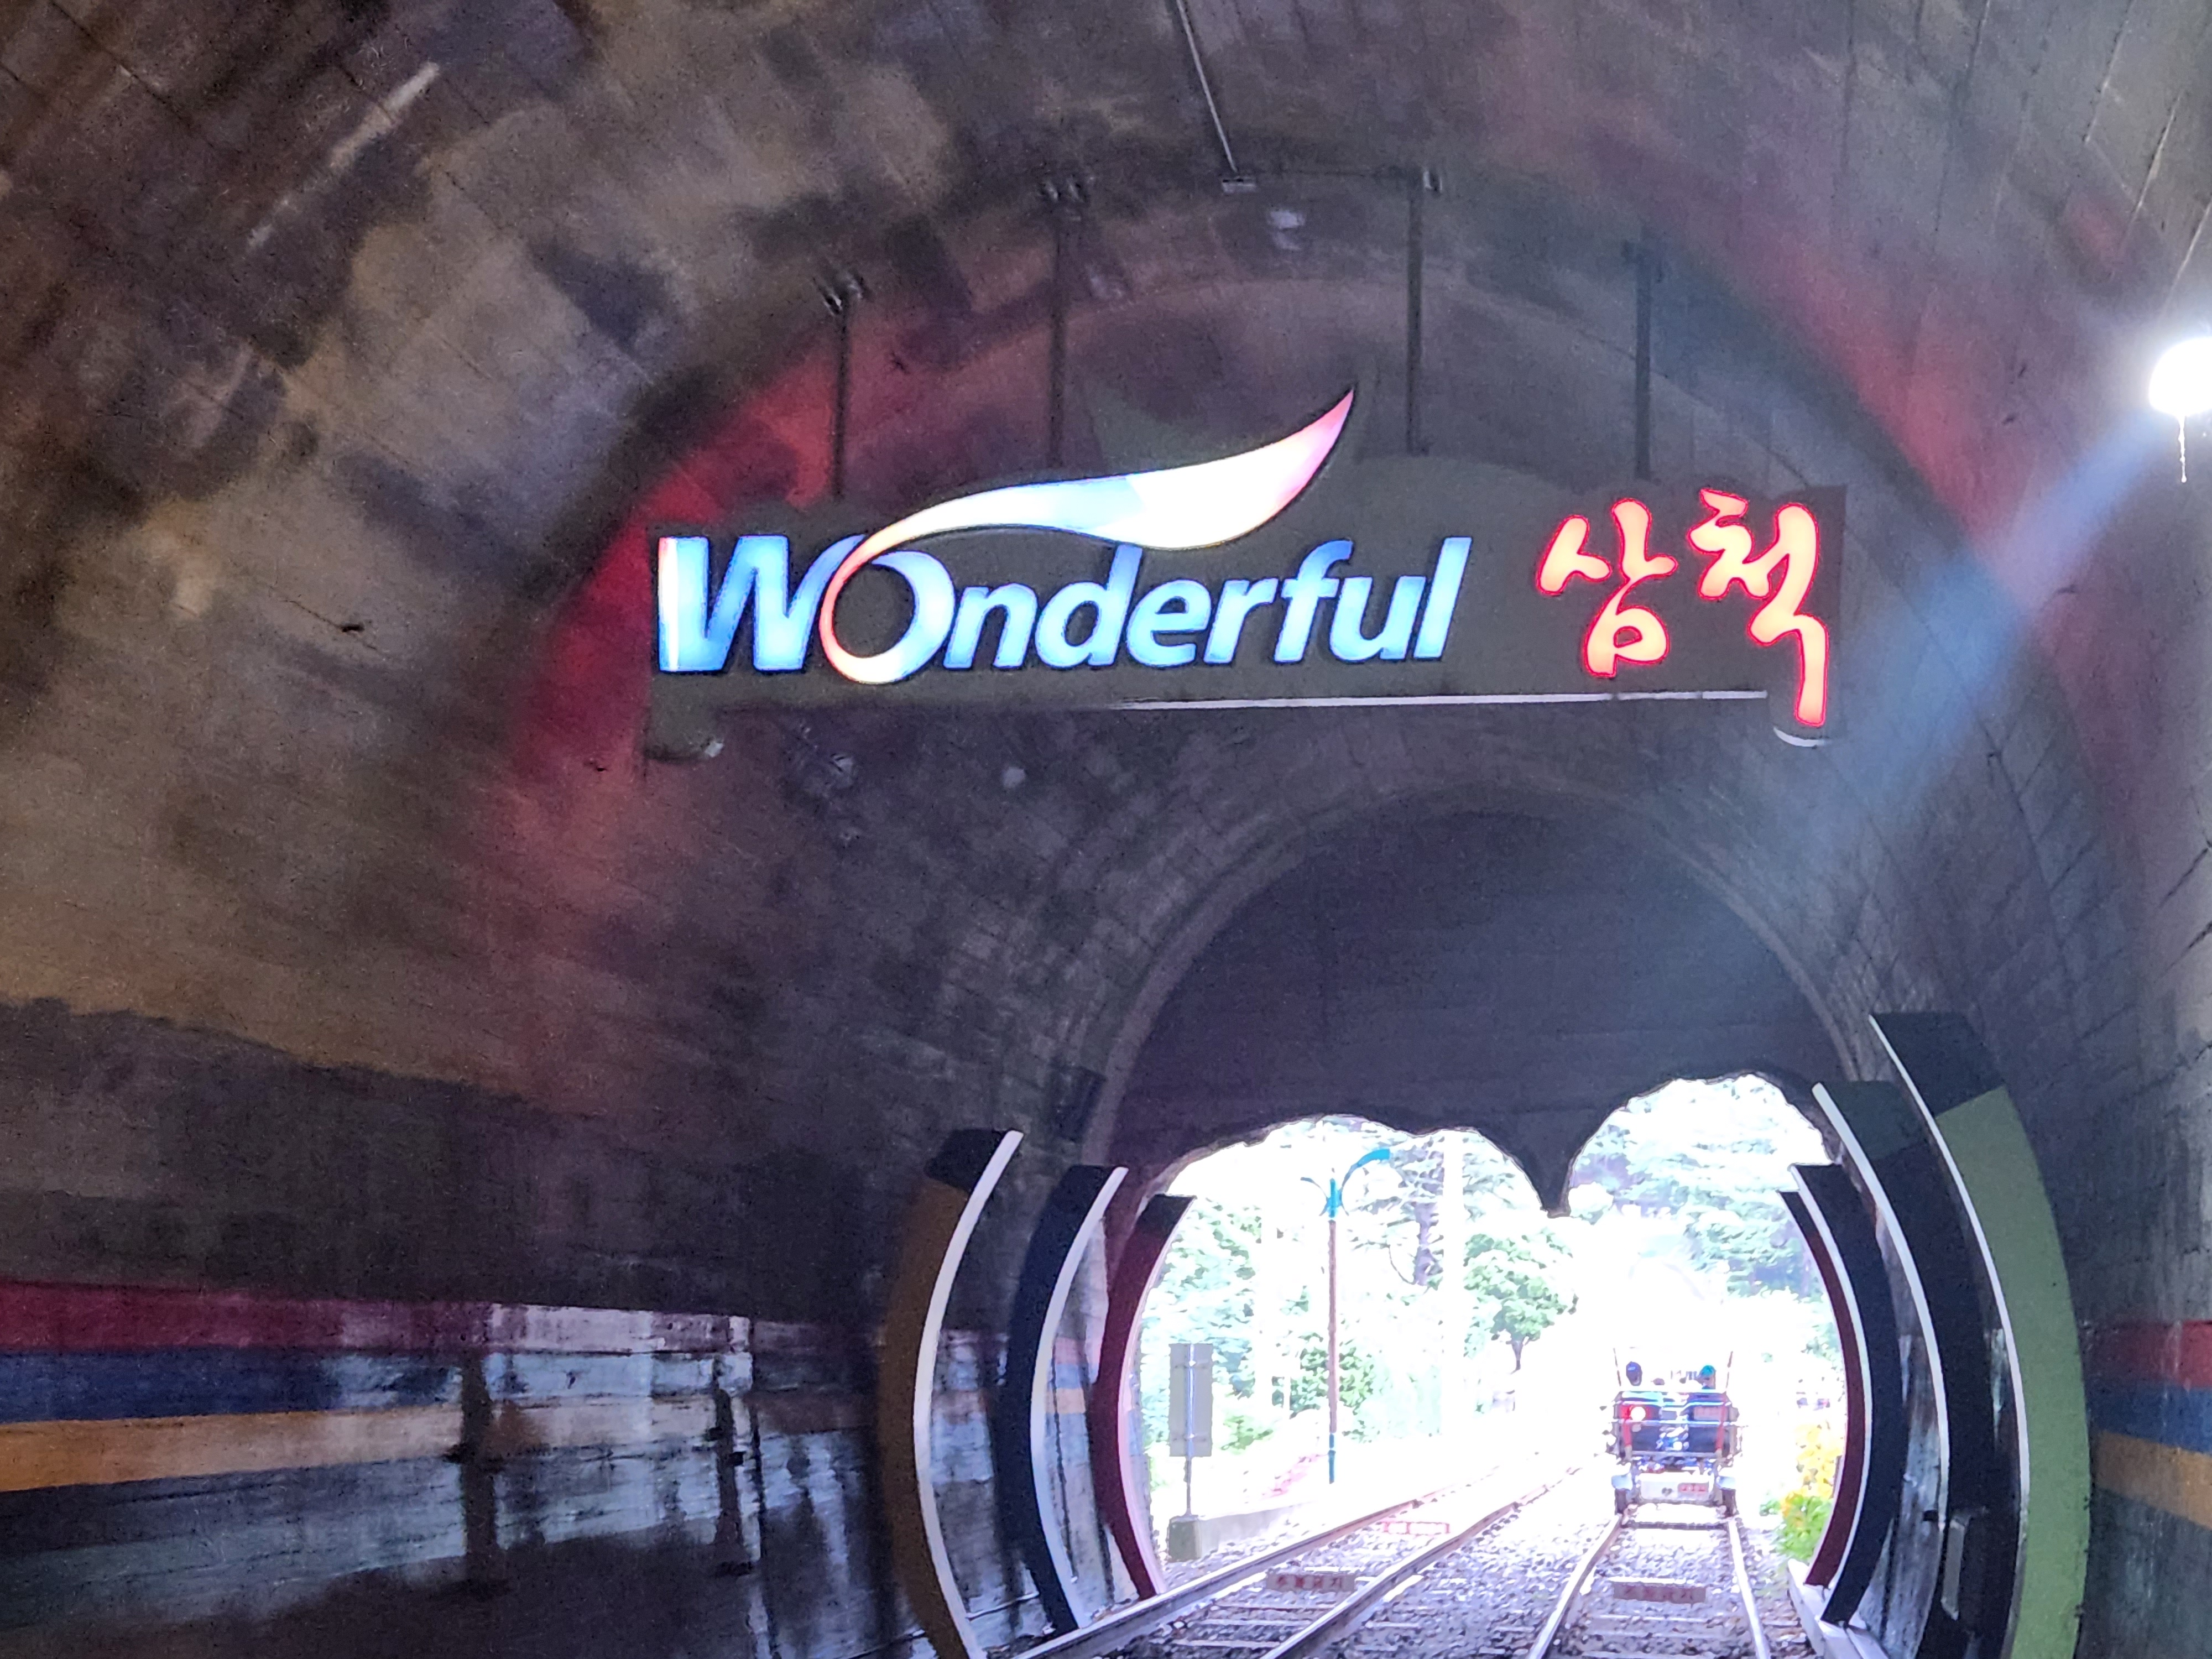 Wonderful 삼척